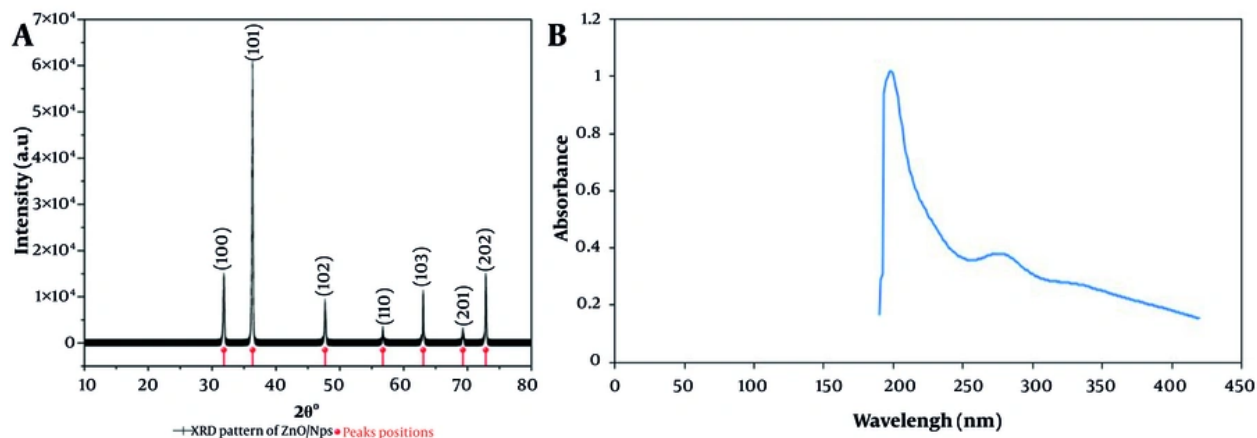 A
Intensity (a.u)
7×10⁴
6×10⁴
5×10⁴
4×10⁴
3×10⁴
2×10⁴
1×10⁴
0
(100)
(101)
(102)
(110)
(103)
(201)
(202)
10 20 30 40 50 60 70 80
2θ°
XRD pattern of ZnO/Nps Peaks positions
B
Absorbance
1.2
1
0.8
0.6
0.4
0.2
0
0 50 100 150 200 250 300 350 400 450
Wavelengh (nm)